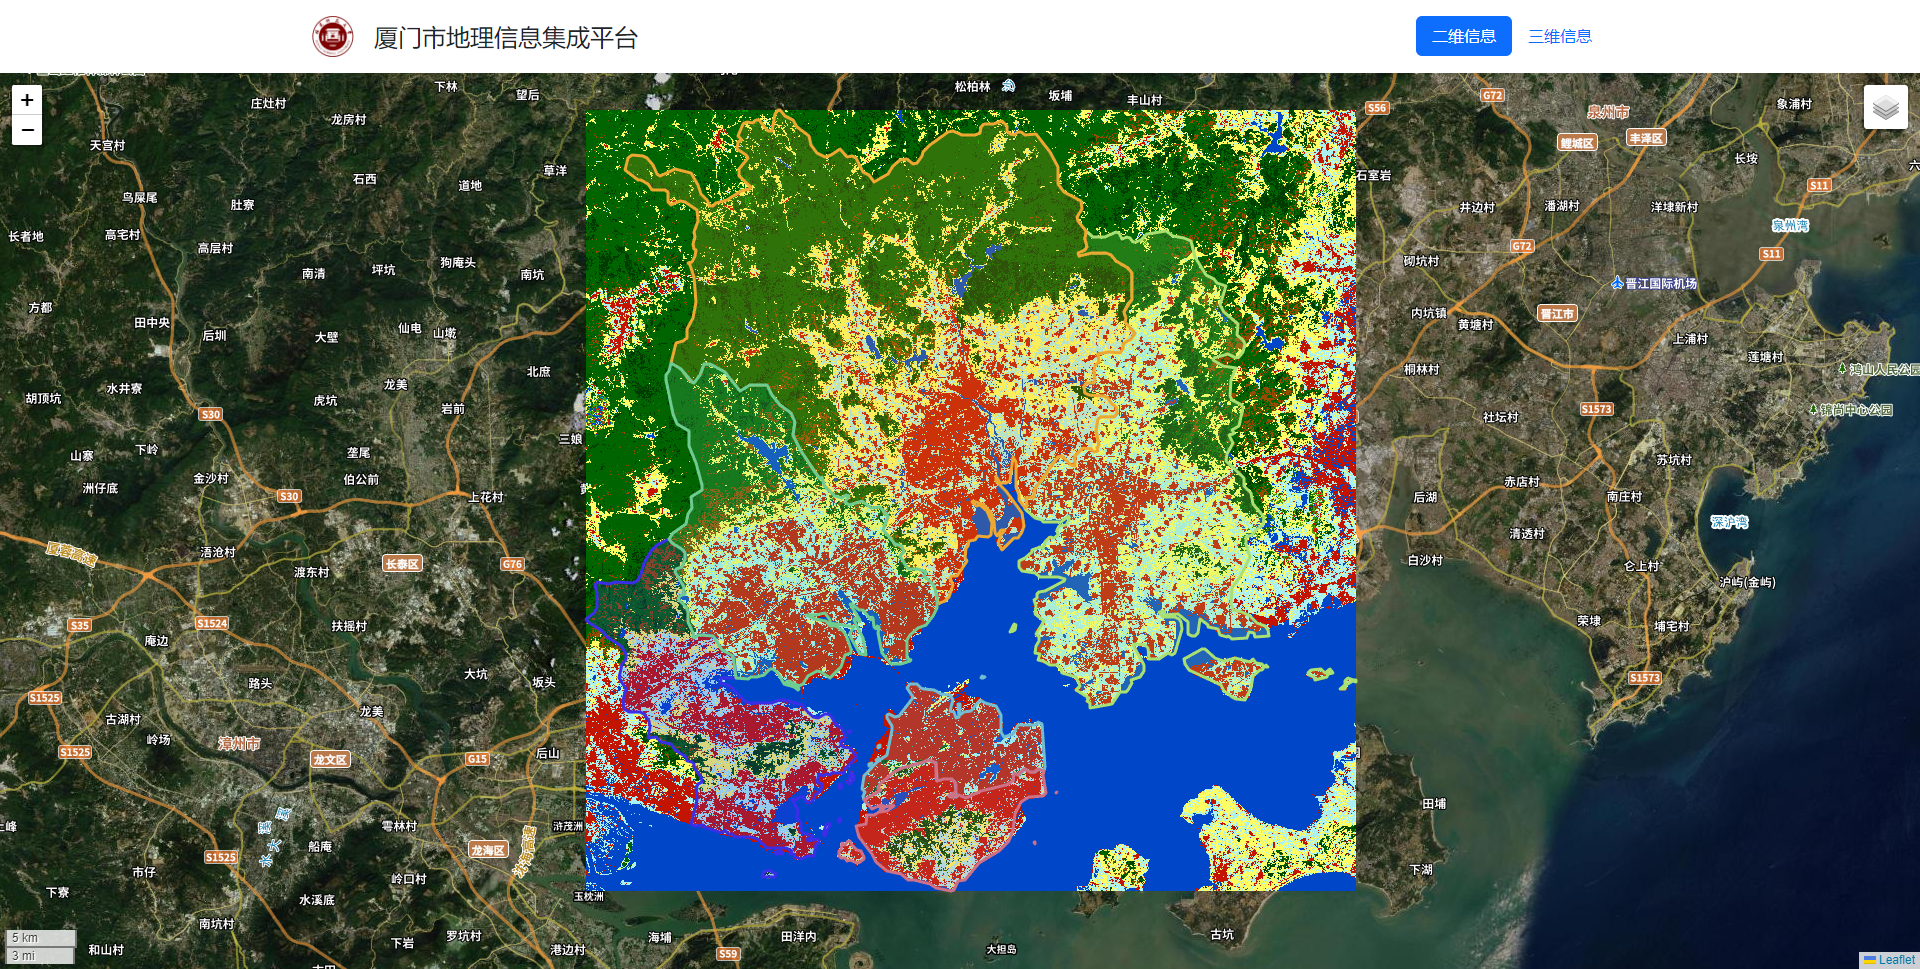 厦门市地理信息集成平台
二维信息
三维信息
+
−
下林
望后
松柏林
坂埔
丰山村
S56
G72
泉州市
象浦村
庄灶村
龙房村
天宫村
鲤城区
丰泽区
长垵
石西
道地
草洋
石室岩
六
S11
乌屎尾
肚寮
井边村
潘湖村
洋埭新村
泉州湾
长者地
高宅村
高层村
G72
S11
南清
坪坑
狗庵头
南坑
砌坑村
晋江国际机场
方都
田中央
后圳
大壁
仙电
山墩
内坑镇
黄塘村
晋江市
上浦村
莲塘村
水井寮
龙美
北庶
桐林村
鸿山人民公园
胡顶坑
虎坑
岩前
S30
S1573
社坛村
锦尚中心公园
三娘
下岭
山寨
垄尾
苏坑村
洲仔底
金沙村
伯公前
S30
上花村
后湖
赤店村
南庄村
清透村
深沪湾
浯沧村
长泰区
G76
渡东村
白沙村
仑上村
沪屿(金屿)
S35
S1524
扶摇村
庵边
荣埭
埔宅村
大坑
坂头
路头
S1525
S1573
古湖村
龙美
岭场
漳州市
S1525
龙文区
G15
后山
田埔
上峰
浒茂洲
雩林村
船庵
S1525
龙海区
沈海高速
市仔
下湖
下寮
岭口村
水溪底
玉枕洲
南坑村
罗坑村
下岩
海埔
田洋内
古坑
5 km
和山村
港边村
S59
大担岛
3 mi
Leaflet